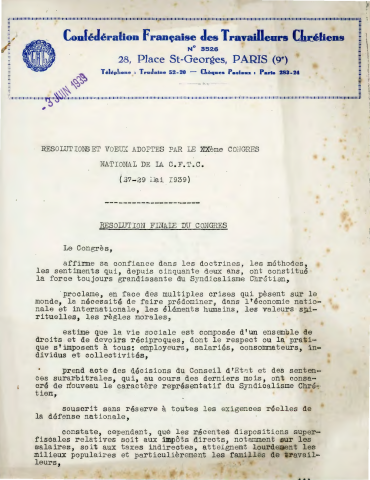 Confédération Française des Travailleurs Chrétiens
N° 3526
28, Place St-Georges, PARIS (9e)
Téléphone : Trudaine 52-20 — Chèques Postaux : Paris 283-24
-3 JUIN 1939
RESOLUTIONS ET VOEUX ADOPTES PAR LE XXème CONGRES
NATIONAL DE LA C.F.T.C.
(27-29 Mai 1939)
----------------------
RESOLUTION FINALE DU CONGRES
Le Congrès,
affirme sa confiance dans les doctrines, les méthodes,
les sentiments qui, depuis cinquante deux ans, ont constitué
la force toujours grandissante du Syndicalisme Chrétien,
proclame, en face des multiples crises qui pèsent sur le
monde, la nécessité de faire prédominer, dans l'économie natio-
nale et internationale, les éléments humains, les valeurs spi-
rituelles, les règles morales,
estime que la vie sociale est composée d'un ensemble de
droits et de devoirs réciproques, dont le respect ou la prati-
que s'imposent à tous: employeurs, salariés, consommateurs, in-
dividus et collectivités,
prend acte des décisions du Conseil d'Etat et des senten-
ces surarbitrales, qui, au cours des derniers mois, ont consa-
cré de nouveau le caractère représentatif du Syndicalisme Chré-
tien,
souscrit sans réserve à toutes les exigences réelles de
la défense nationale,
constate, cependant, que les récentes dispositions super-
fiscales relatives soit aux impôts directs, notamment sur les
salaires, soit aux taxes indirectes, atteignent lourdement les
milieux populaires et particulièrement les familles de travail-
leurs,
...